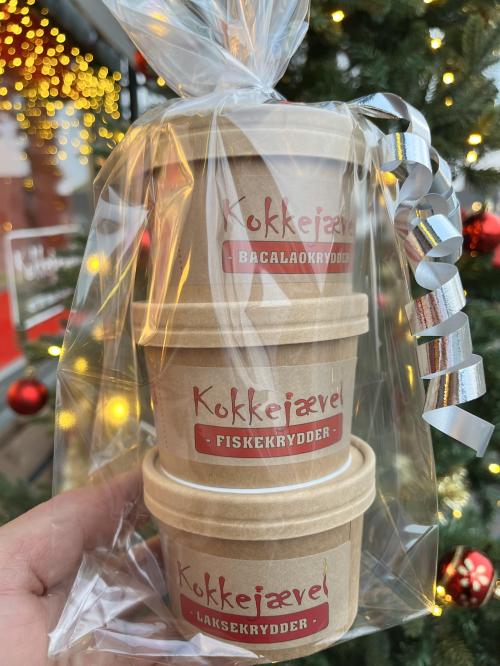 Kokkejævel
- BACALAOKRYDDER
Kokkejævel
- FISKEKRYDDER -
Kokkejævel
- LAKSEKRYDDER -